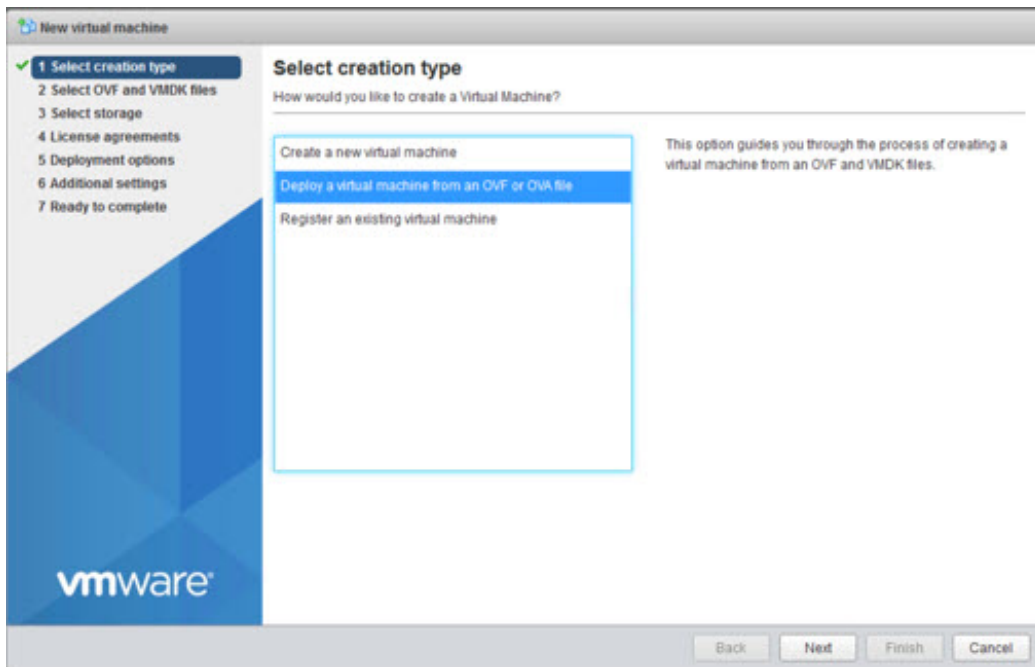 New virtual machine
1 Select creation type
2 Select OVF and VMDK files
3 Select storage
4 License agreements
5 Deployment options
6 Additional settings
7 Ready to complete
Select creation type
How would you like to create a Virtual Machine?
Create a new virtual machine
Deploy a virtual machine from an OVF or OVA file
Register an existing virtual machine
This option guides you through the process of creating a
virtual machine from an OVF and VMDK files.
vmware
Back Next Finish Cancel